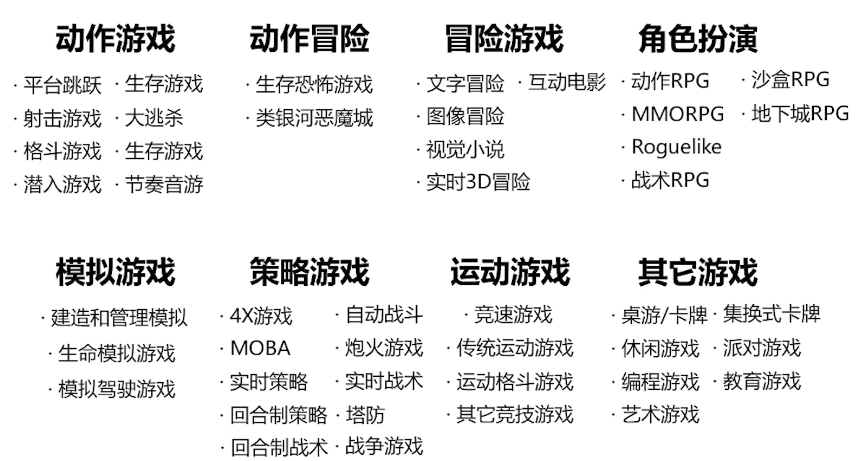 动作游戏
· 平台跳跃 · 生存游戏
· 射击游戏 · 大逃杀
· 格斗游戏 · 生存游戏
· 潜入游戏 · 节奏音游
动作冒险
· 生存恐怖游戏
· 类银河恶魔城
冒险游戏
· 文字冒险 · 互动电影
· 图像冒险
· 视觉小说
· 实时3D冒险
角色扮演
· 动作RPG · 沙盒RPG
· MMORPG · 地下城RPG
· Roguelike
· 战术RPG
模拟游戏
· 建造和管理模拟
· 生命模拟游戏
· 模拟驾驶游戏
策略游戏
· 4X游戏 · 自动战斗
· MOBA · 炮火游戏
· 实时策略 · 实时战术
· 回合制策略 · 塔防
· 回合制战术 · 战争游戏
运动游戏
· 竞速游戏
· 传统运动游戏
· 运动格斗游戏
· 其它竞技游戏
其它游戏
· 桌游/卡牌 · 集换式卡牌
· 休闲游戏 · 派对游戏
· 编程游戏 · 教育游戏
· 艺术游戏